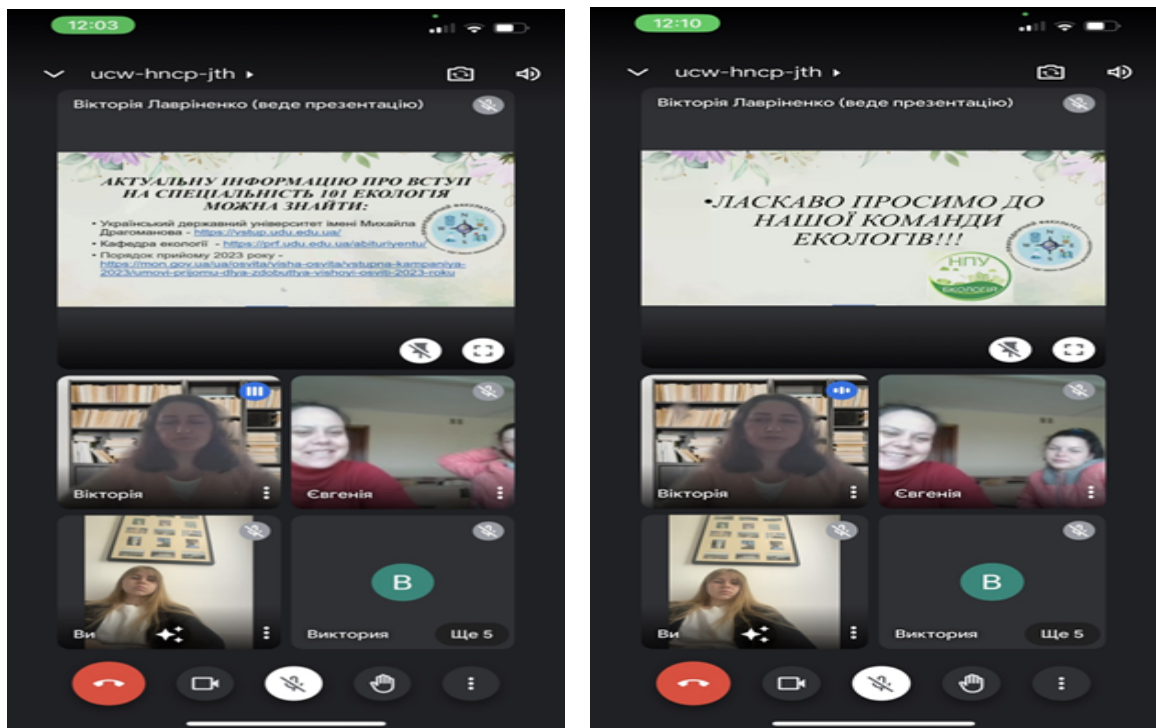 12:03
ucw-hncp-jth
Вікторія Лавріненко (веде презентацію)
АКТУАЛЬНУ ІНФОРМАЦІЮ ПРО ВСТУП
НА СПЕЦІАЛЬНІСТЬ 101 ЕКОЛОГІЯ
МОЖНА ЗНАЙТИ:
• Український державний університет імені Михайла
Драгоманова - https://vstup.udu.edu.ua/
• Кафедра екології - https://prf.udu.edu.ua/abituriyentu/
• Порядок прийому 2023 року -
https://mon.gov.ua/ua/osvita/visha-osvita/vstupna-kampaniya-
2023/umovi-prijomu-dlya-zdobuttya-vishoyi-osviti-2023-roku
Вікторія
Євгенія
Ви
В
Виктория
Ще 5
12:10
ucw-hncp-jth
Вікторія Лавріненко (веде презентацію)
•ЛАСКАВО ПРОСИМО ДО
НАШОЇ КОМАНДИ
ЕКОЛОГІВ!!!
НПУ
ЕКОЛОГІЯ
Вікторія
Євгенія
Ви
В
Виктория
Ще 5